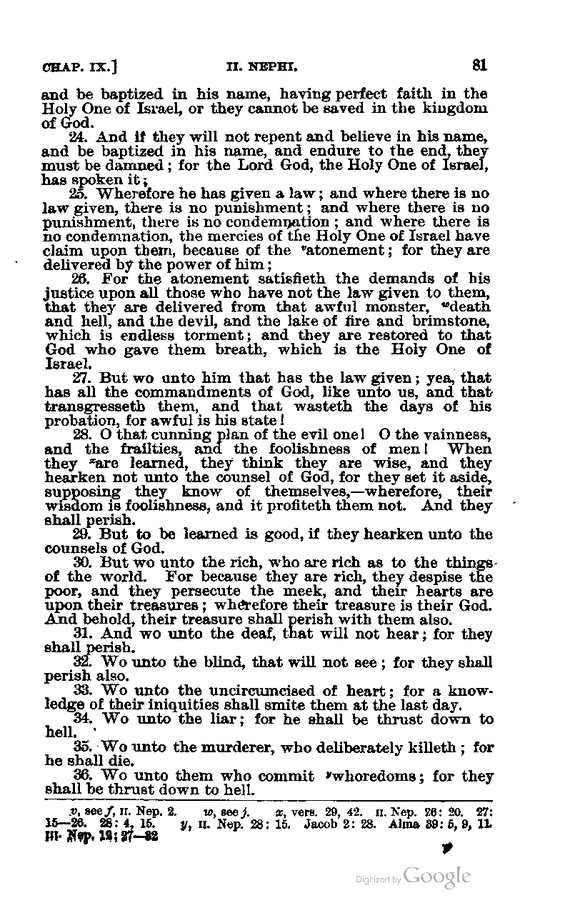 CHAP. IX.] II. NEPHI. 81
and be baptized in his name, having perfect faith in the
Holy One of Israel, or they cannot be saved in the kingdom
of God.
24. And if they will not repent and believe in his name,
and be baptized in his name, and endure to the end, they
must be damned; for the Lord God, the Holy One of Israel,
has spoken it;
25. Wherefore he has given a law; and where there is no
law given, there is no punishment; and where there is no
punishment, there is no condemnation; and where there is
no condemnation, the mercies of the Holy One of Israel have
claim upon them, because of the ᵛatonement; for they are
delivered by the power of him;
26. For the atonement satisfieth the demands of his
justice upon all those who have not the law given to them,
that they are delivered from that awful monster, ʷdeath
and hell, and the devil, and the lake of fire and brimstone,
which is endless torment; and they are restored to that
God who gave them breath, which is the Holy One of
Israel.
27. But wo unto him that has the law given; yea, that
has all the commandments of God, like unto us, and that
transgresseth them, and that wasteth the days of his
probation, for awful is his state!
28. O that cunning plan of the evil one! O the vainness,
and the frailties, and the foolishness of men! When
they ˣare learned, they think they are wise, and they
hearken not unto the counsel of God, for they set it aside,
supposing they know of themselves,—wherefore, their
wisdom is foolishness, and it profiteth them not. And they
shall perish.
29. But to be learned is good, if they hearken unto the
counsels of God.
30. But wo unto the rich, who are rich as to the things
of the world. For because they are rich, they despise the
poor, and they persecute the meek, and their hearts are
upon their treasures; wherefore their treasure is their God.
And behold, their treasure shall perish with them also.
31. And wo unto the deaf, that will not hear; for they
shall perish.
32. Wo unto the blind, that will not see; for they shall
perish also.
33. Wo unto the uncircumcised of heart; for a know-
ledge of their iniquities shall smite them at the last day.
34. Wo unto the liar; for he shall be thrust down to
hell.
35. Wo unto the murderer, who deliberately killeth; for
he shall die.
36. Wo unto them who commit ʸwhoredoms; for they
shall be thrust down to hell.
v, see f, II. Nep. 2. w, see j. x, vers. 29, 42. II. Nep. 26: 20. 27:
15—26. 28: 4, 15. y, II. Nep. 28: 15. Jacob 2: 28. Alma 39: 5, 9, 11.
III. Nep. 12: 27—32
Digitized by Google